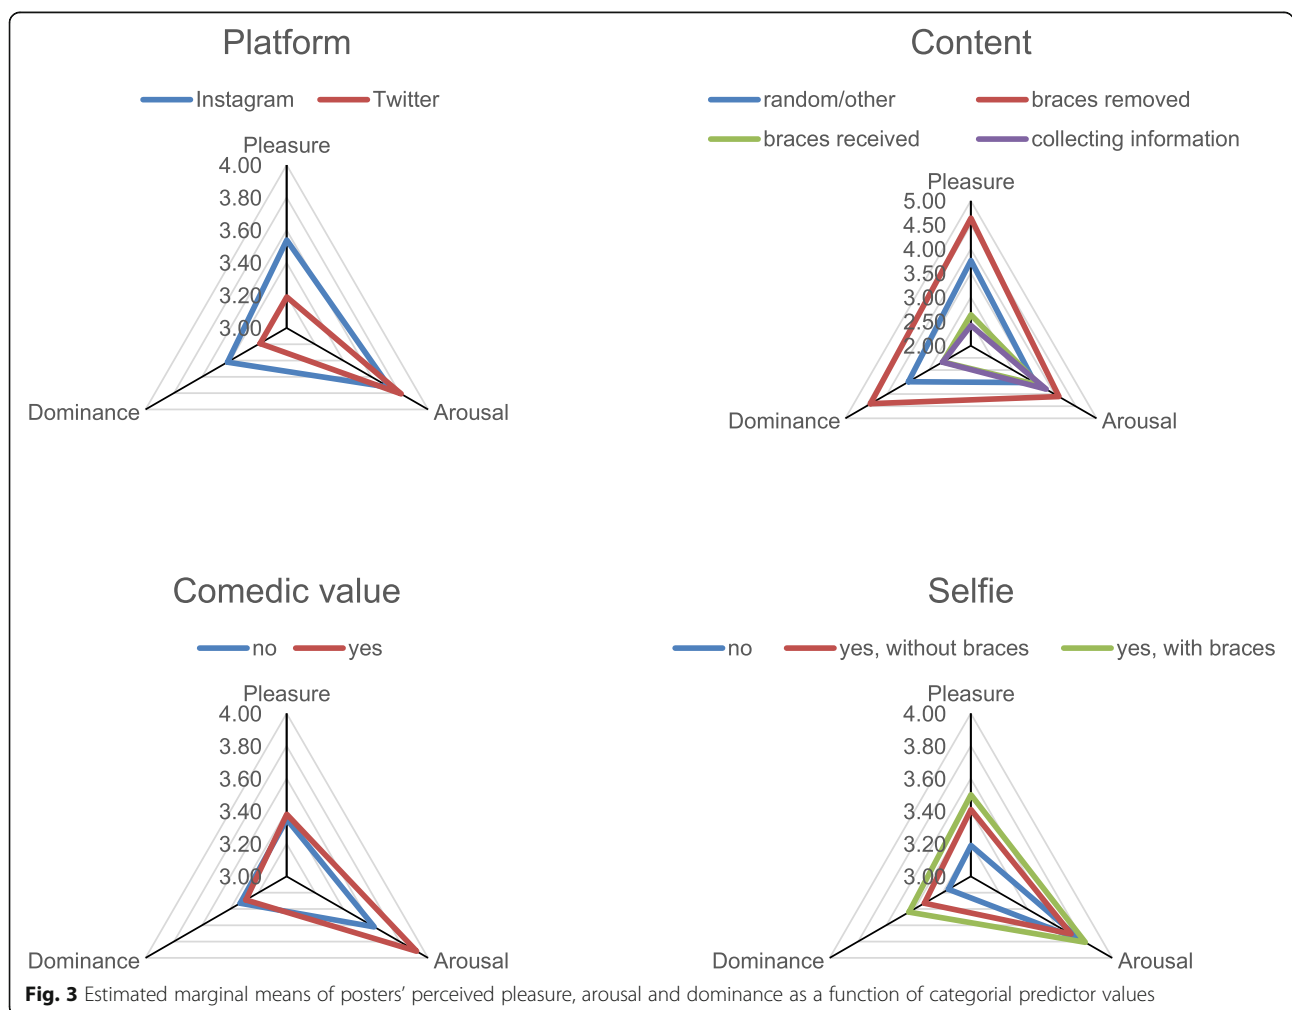 Platform
Instagram Twitter
Pleasure
4.00
3.80
3.60
3.40
3.20
3.00
Dominance
Arousal
Content
random/other braces removed
braces received collecting information
Pleasure
5.00
4.50
4.00
3.50
3.00
2.50
2.00
Dominance
Arousal
Comedic value
no yes
Pleasure
4.00
3.80
3.60
3.40
3.20
3.00
Dominance
Arousal
Selfie
no yes, without braces yes, with braces
Pleasure
4.00
3.80
3.60
3.40
3.20
3.00
Dominance
Arousal
Fig. 3 Estimated marginal means of posters' perceived pleasure, arousal and dominance as a function of categorial predictor values